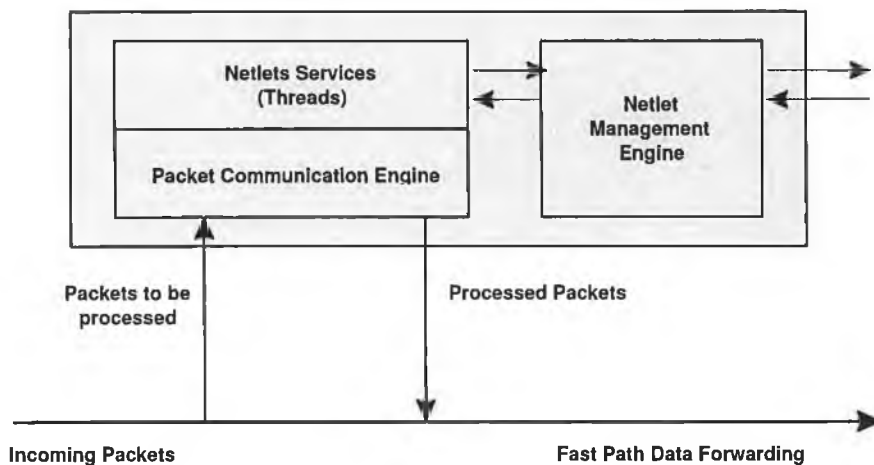 Netlets Services
(Threads)
Packet Communication Engine
Netlet
Management
Engine
Packets to be
processed
Processed Packets
Incoming Packets
Fast Path Data Forwarding